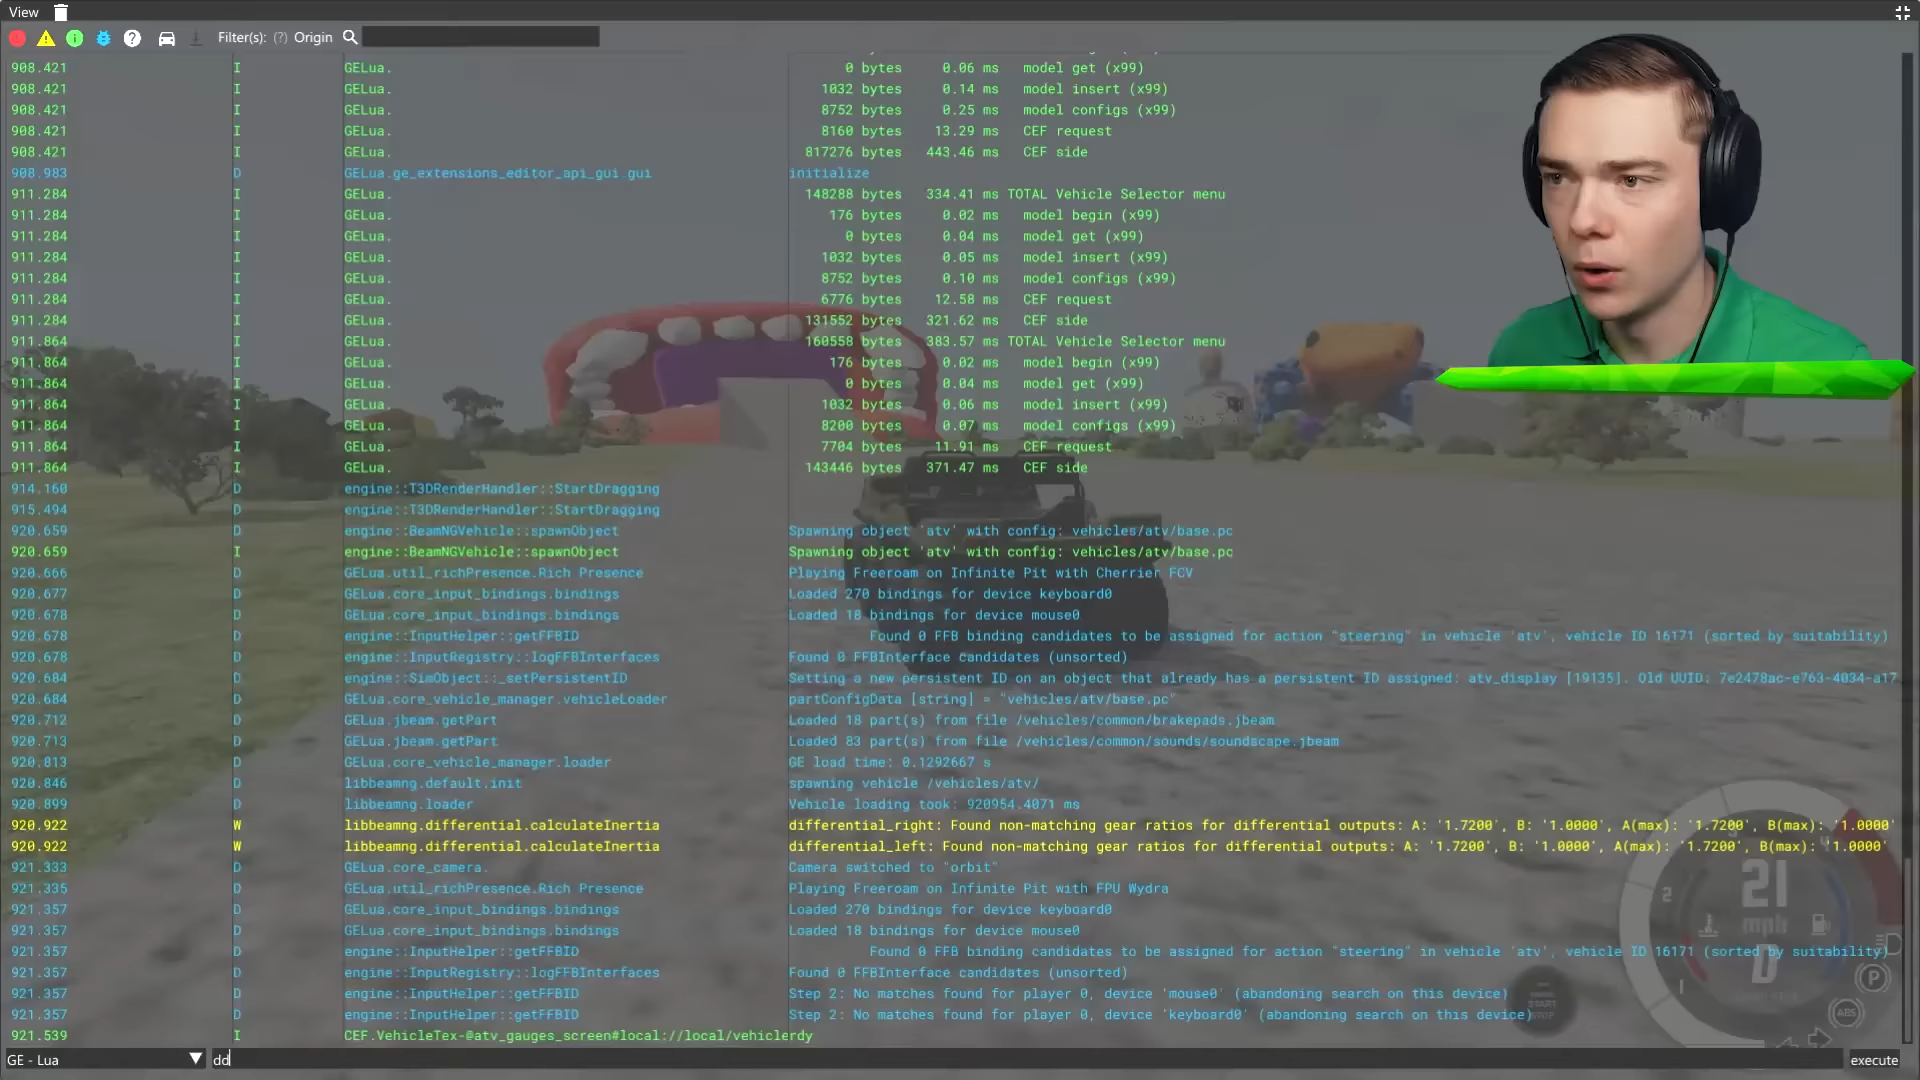 View
Filter(s): (?) Origin
908.421 I GELua. 0 bytes 0.06 ms model get (x99)
908.421 I GELua. 1032 bytes 0.14 ms model insert (x99)
908.421 I GELua. 8752 bytes 0.25 ms model configs (x99)
908.421 I GELua. 8160 bytes 13.29 ms CEF request
908.421 I GELua. 817276 bytes 443.46 ms CEF side
908.983 D GELua.ge_extensions_editor_api_gui.gui initialize
911.284 I GELua. 148288 bytes 334.41 ms TOTAL Vehicle Selector menu
911.284 I GELua. 176 bytes 0.02 ms model begin (x99)
911.284 I GELua. 0 bytes 0.04 ms model get (x99)
911.284 I GELua. 1032 bytes 0.05 ms model insert (x99)
911.284 I GELua. 8752 bytes 0.10 ms model configs (x99)
911.284 I GELua. 6776 bytes 12.58 ms CEF request
911.284 I GELua. 131552 bytes 321.62 ms CEF side
911.864 I GELua. 160558 bytes 383.57 ms TOTAL Vehicle Selector menu
911.864 I GELua. 176 bytes 0.02 ms model begin (x99)
911.864 I GELua. 0 bytes 0.04 ms model get (x99)
911.864 I GELua. 1032 bytes 0.06 ms model insert (x99)
911.864 I GELua. 8200 bytes 0.07 ms model configs (x99)
911.864 I GELua. 7704 bytes 11.91 ms CEF request
911.864 I GELua. 143446 bytes 371.47 ms CEF side
914.160 D engine::T3DRenderHandler::StartDragging
915.494 D engine::T3DRenderHandler::StartDragging
920.659 D engine::BeamNGVehicle::spawnObject Spawning object 'atv' with config: vehicles/atv/base.pc
920.659 I engine::BeamNGVehicle::spawnObject Spawning object 'atv' with config: vehicles/atv/base.pc
920.666 D GELua.util_richPresence.Rich Presence Playing Freeroam on Infinite Pit with Cherrier FCV
920.677 D GELua.core_input_bindings.bindings Loaded 270 bindings for device keyboard0
920.678 D GELua.core_input_bindings.bindings Loaded 18 bindings for device mouse0
920.678 D engine::InputHelper::getFFBID Found 0 FFB binding candidates to be assigned for action "steering" in vehicle 'atv', vehicle ID 16171 (sorted by suitability)
920.678 D engine::InputRegistry::logFFBInterfaces Found 0 FFBInterface candidates (unsorted)
920.684 D engine::SimObject::_setPersistentID Setting a new persistent ID on an object that already has a persistent ID assigned: atv_display [19135]. Old UUID: 7e2478ac-e763-4034-a17
920.684 D GELua.core_vehicle_manager.vehicleLoader partConfigData [string] = "vehicles/atv/base.pc"
920.712 D GELua.jbeam.getPart Loaded 18 part(s) from file /vehicles/common/brakepads.jbeam
920.713 D GELua.jbeam.getPart Loaded 83 part(s) from file /vehicles/common/sounds/soundscape.jbeam
920.813 D GELua.core_vehicle_manager.loader GE load time: 0.1292667 s
920.846 D libbeamng.default.init spawning vehicle /vehicles/atv/
920.899 D libbeamng.loader Vehicle loading took: 920954.4071 ms
920.922 W libbeamng.differential.calculateInertia differential_right: Found non-matching gear ratios for differential outputs: A: '1.7200', B: '1.0000', A(max): '1.7200', B(max): '1.0000'
920.922 W libbeamng.differential.calculateInertia differential_left: Found non-matching gear ratios for differential outputs: A: '1.7200', B: '1.0000', A(max): '1.7200', B(max): '1.0000'
921.333 D GELua.core_camera. Camera switched to "orbit"
921.335 D GELua.util_richPresence.Rich Presence Playing Freeroam on Infinite Pit with FPU Wydra
921.357 D GELua.core_input_bindings.bindings Loaded 270 bindings for device keyboard0
921.357 D GELua.core_input_bindings.bindings Loaded 18 bindings for device mouse0
921.357 D engine::InputHelper::getFFBID Found 0 FFB binding candidates to be assigned for action "steering" in vehicle 'atv', vehicle ID 16171 (sorted by suitability)
921.357 D engine::InputRegistry::logFFBInterfaces Found 0 FFBInterface candidates (unsorted)
921.357 D engine::InputHelper::getFFBID Step 2: No matches found for player 0, device 'mouse0' (abandoning search on this device)
921.357 D engine::InputHelper::getFFBID Step 2: No matches found for player 0, device 'keyboard0' (abandoning search on this device)
921.539 I CEF.VehicleTex-@atv_gauges_screen#local://local/vehiclerdy
21
mph
D
2
1
P
ABS
START
GE - Lua dd execute